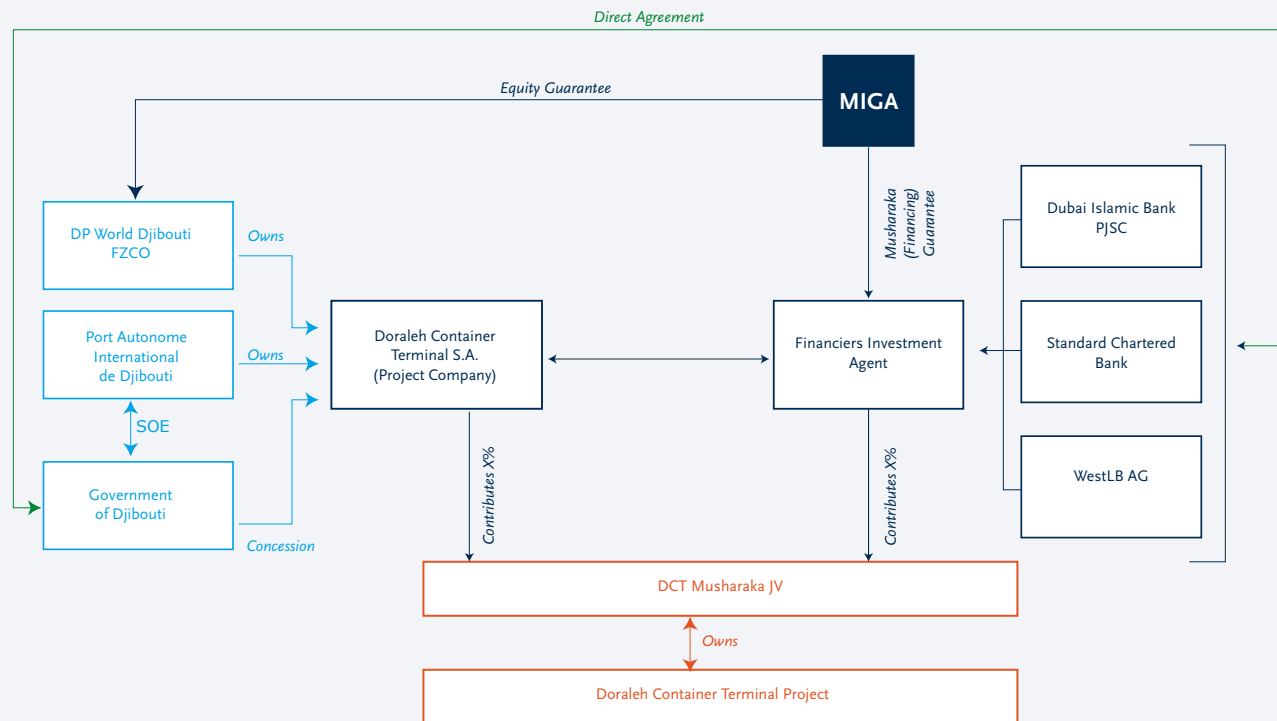 Direct Agreement
MIGA
Equity Guarantee
Musharaka
(Financing)
Guarantee
DP World Djibouti
FZCO
Owns
Port Autonome
International
de Djibouti
Owns
SOE
Government
of Djibouti
Concession
Doraleh Container
Terminal S.A.
(Project Company)
Financiers Investment
Agent
Dubai Islamic Bank
PJSC
Standard Chartered
Bank
WestLB AG
Contributes X%
Contributes X%
DCT Musharaka JV
Owns
Doraleh Container Terminal Project